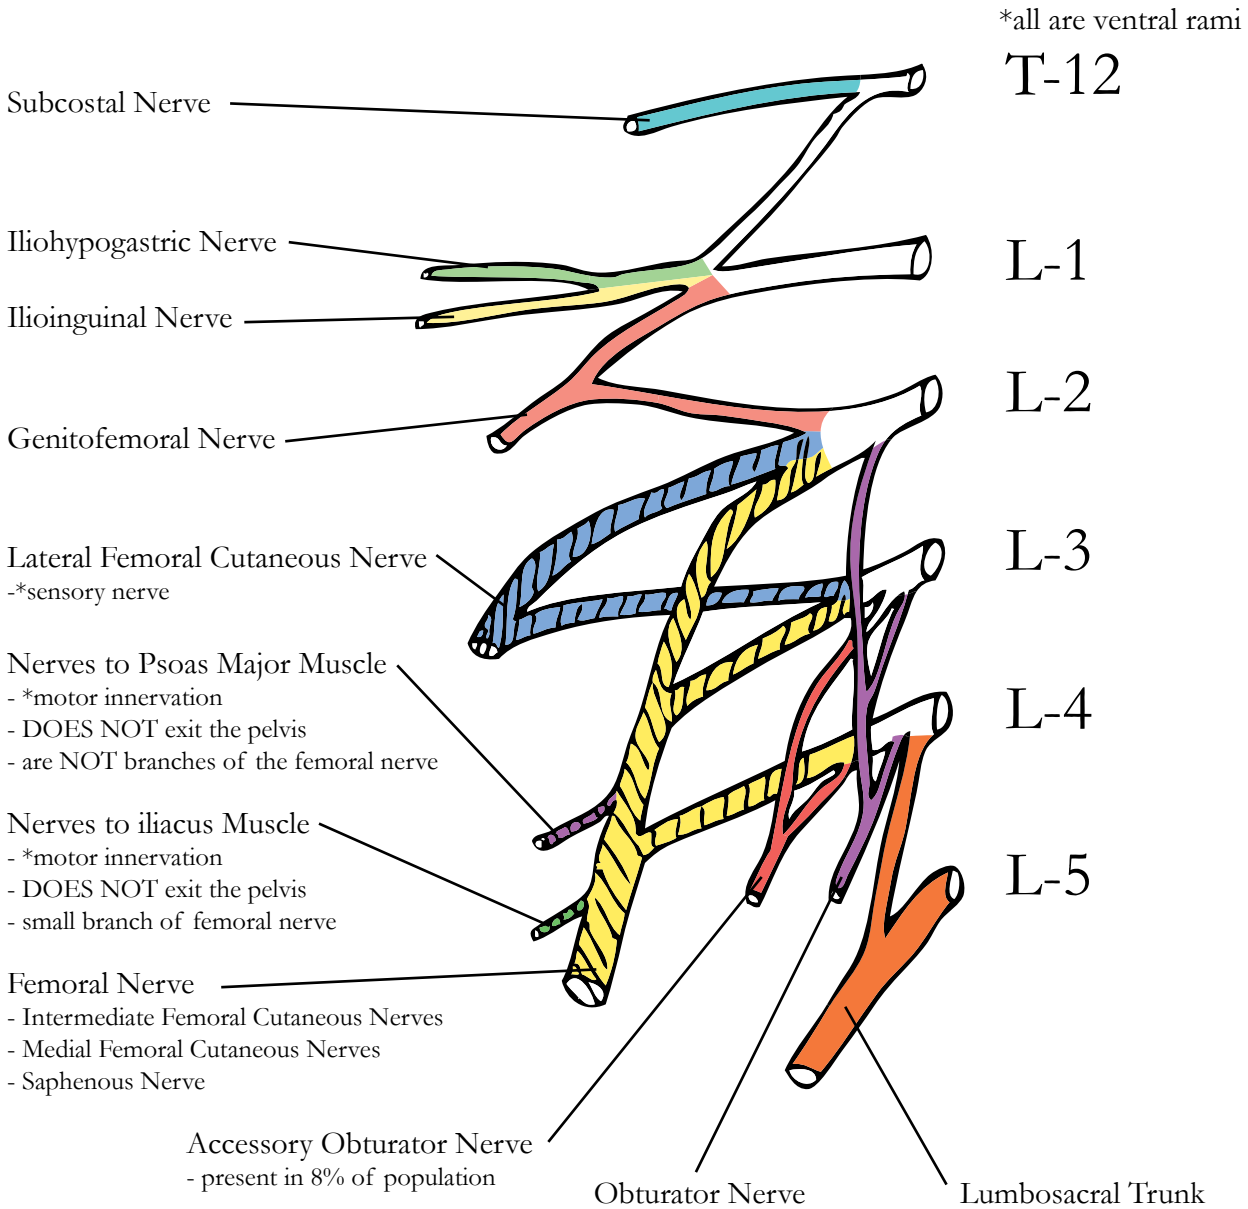 *all are ventral rami
T-12
Subcostal Nerve
Iliohypogastric Nerve
L-1
Ilioinguinal Nerve
L-2
Genitofemoral Nerve
L-3
Lateral Femoral Cutaneous Nerve
-*sensory nerve
Nerves to Psoas Major Muscle
- *motor innervation
- DOES NOT exit the pelvis
- are NOT branches of the femoral nerve
L-4
Nerves to iliacus Muscle
- *motor innervation
- DOES NOT exit the pelvis
- small branch of femoral nerve
L-5
Femoral Nerve
- Intermediate Femoral Cutaneous Nerves
- Medial Femoral Cutaneous Nerves
- Saphenous Nerve
Accessory Obturator Nerve
- present in 8% of population
Obturator Nerve
Lumbosacral Trunk